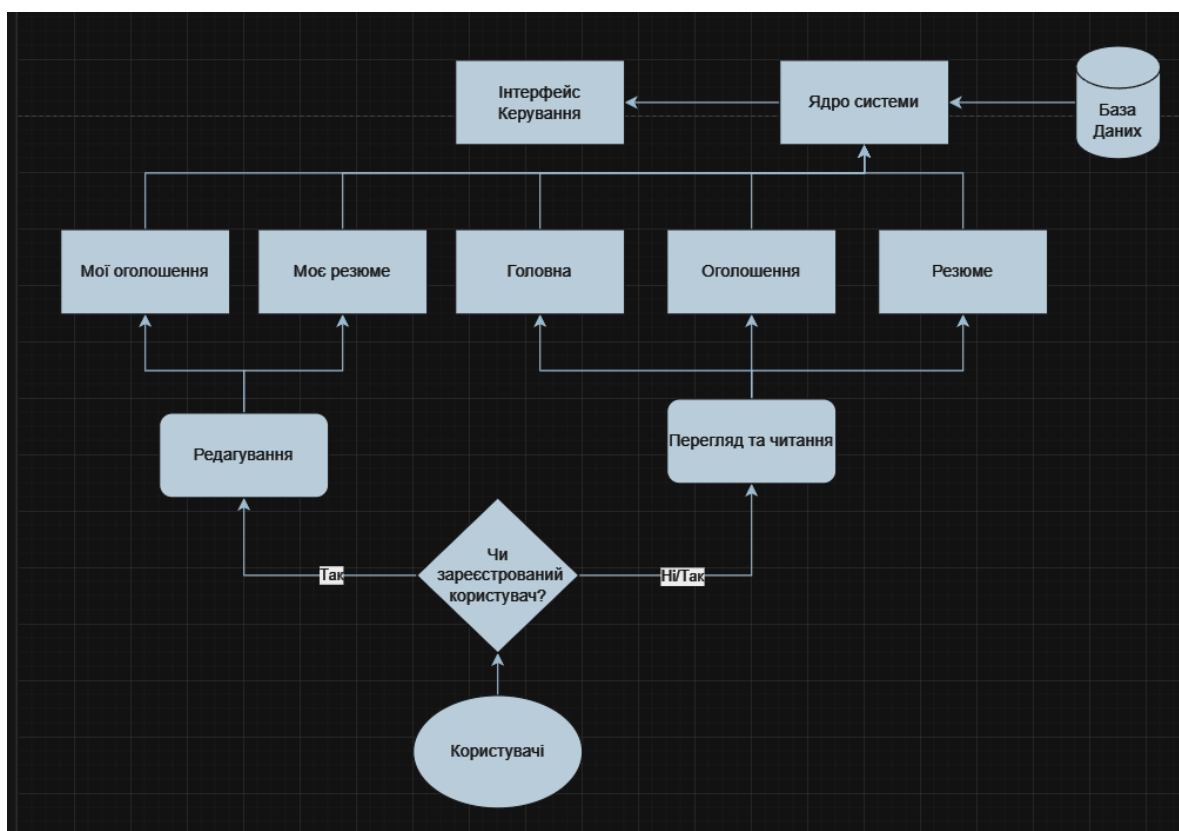 Інтерфейс
Керування
Ядро системи
База
Даних
Мої оголошення
Моє резюме
Головна
Оголошення
Резюме
Редагування
Перегляд та читання
Чи
зареєстрований
користувач?
Так
Ні/Так
Користувачі